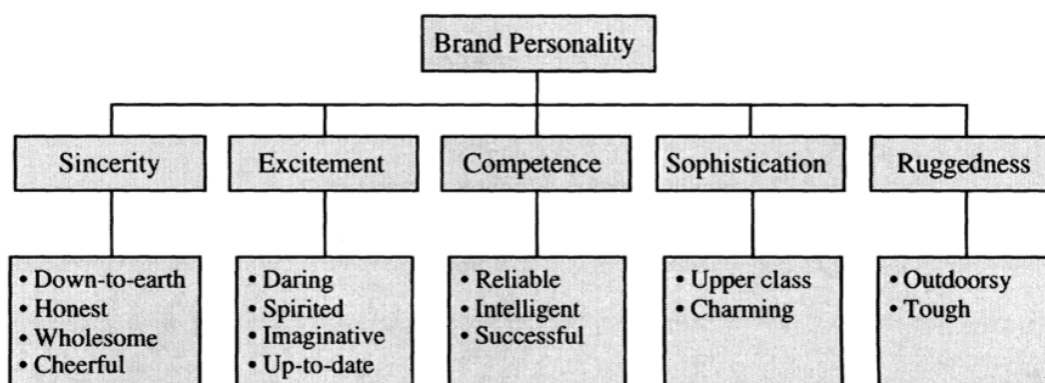 Brand Personality
Sincerity
Excitement
Competence
Sophistication
Ruggedness
• Down-to-earth
• Honest
• Wholesome
• Cheerful
• Daring
• Spirited
• Imaginative
• Up-to-date
• Reliable
• Intelligent
• Successful
• Upper class
• Charming
• Outdoorsy
• Tough